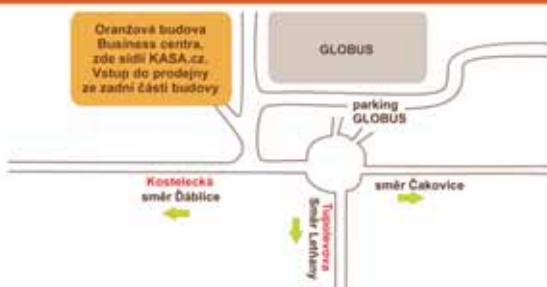 Oranžová budova
Business centra,
zde sídlí KASA.cz.
Vstup do prodejny
ze zadní části budovy
GLOBUS
parking
GLOBUS
Kostelecká
směr Ďáblice
směr Čakovice
Tupolevova
Směr Letňany